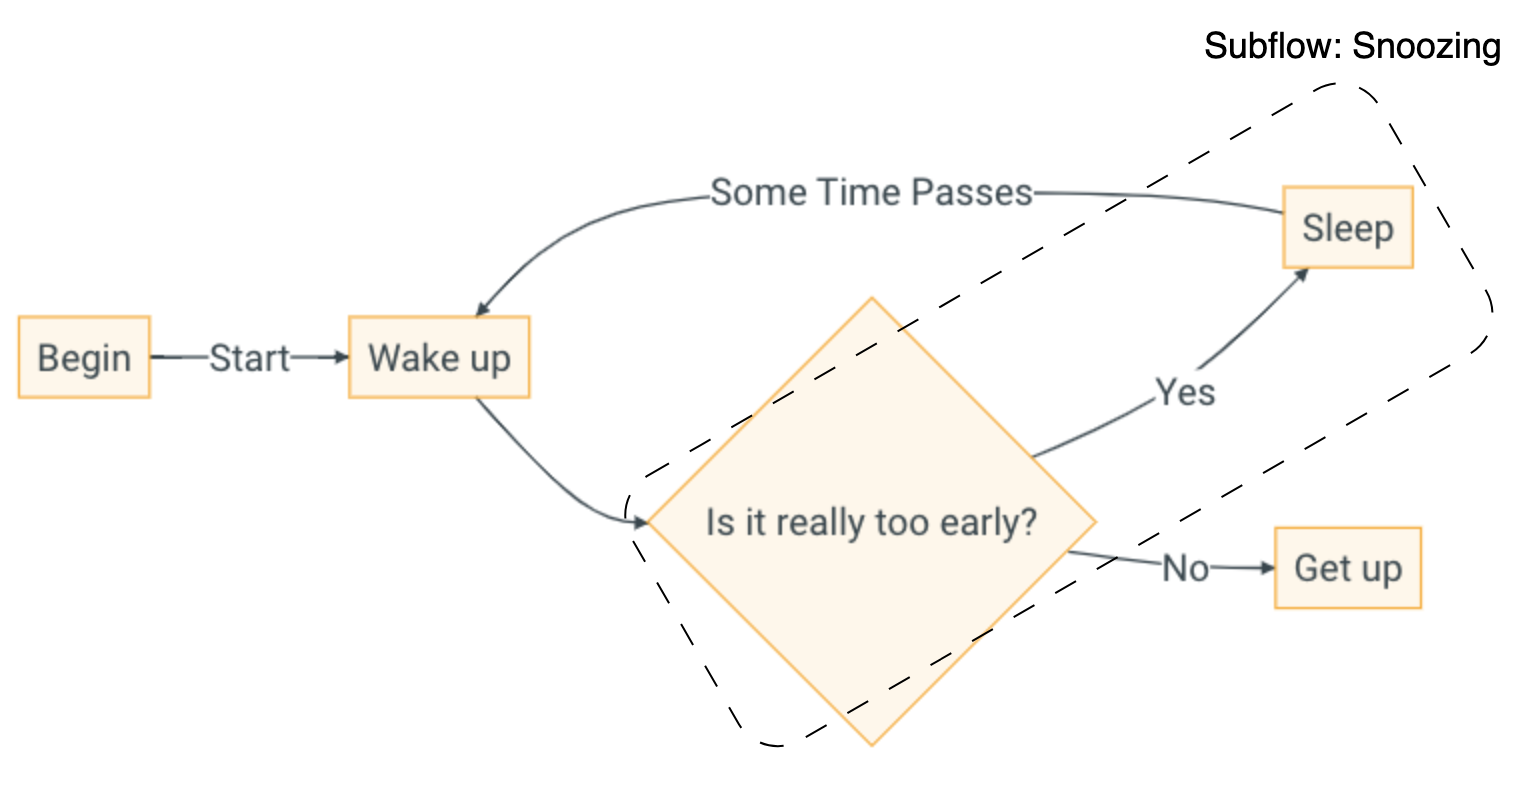 Subflow: Snoozing
Some Time Passes
Sleep
Begin
Start
Wake up
Yes
Is it really too early?
No
Get up